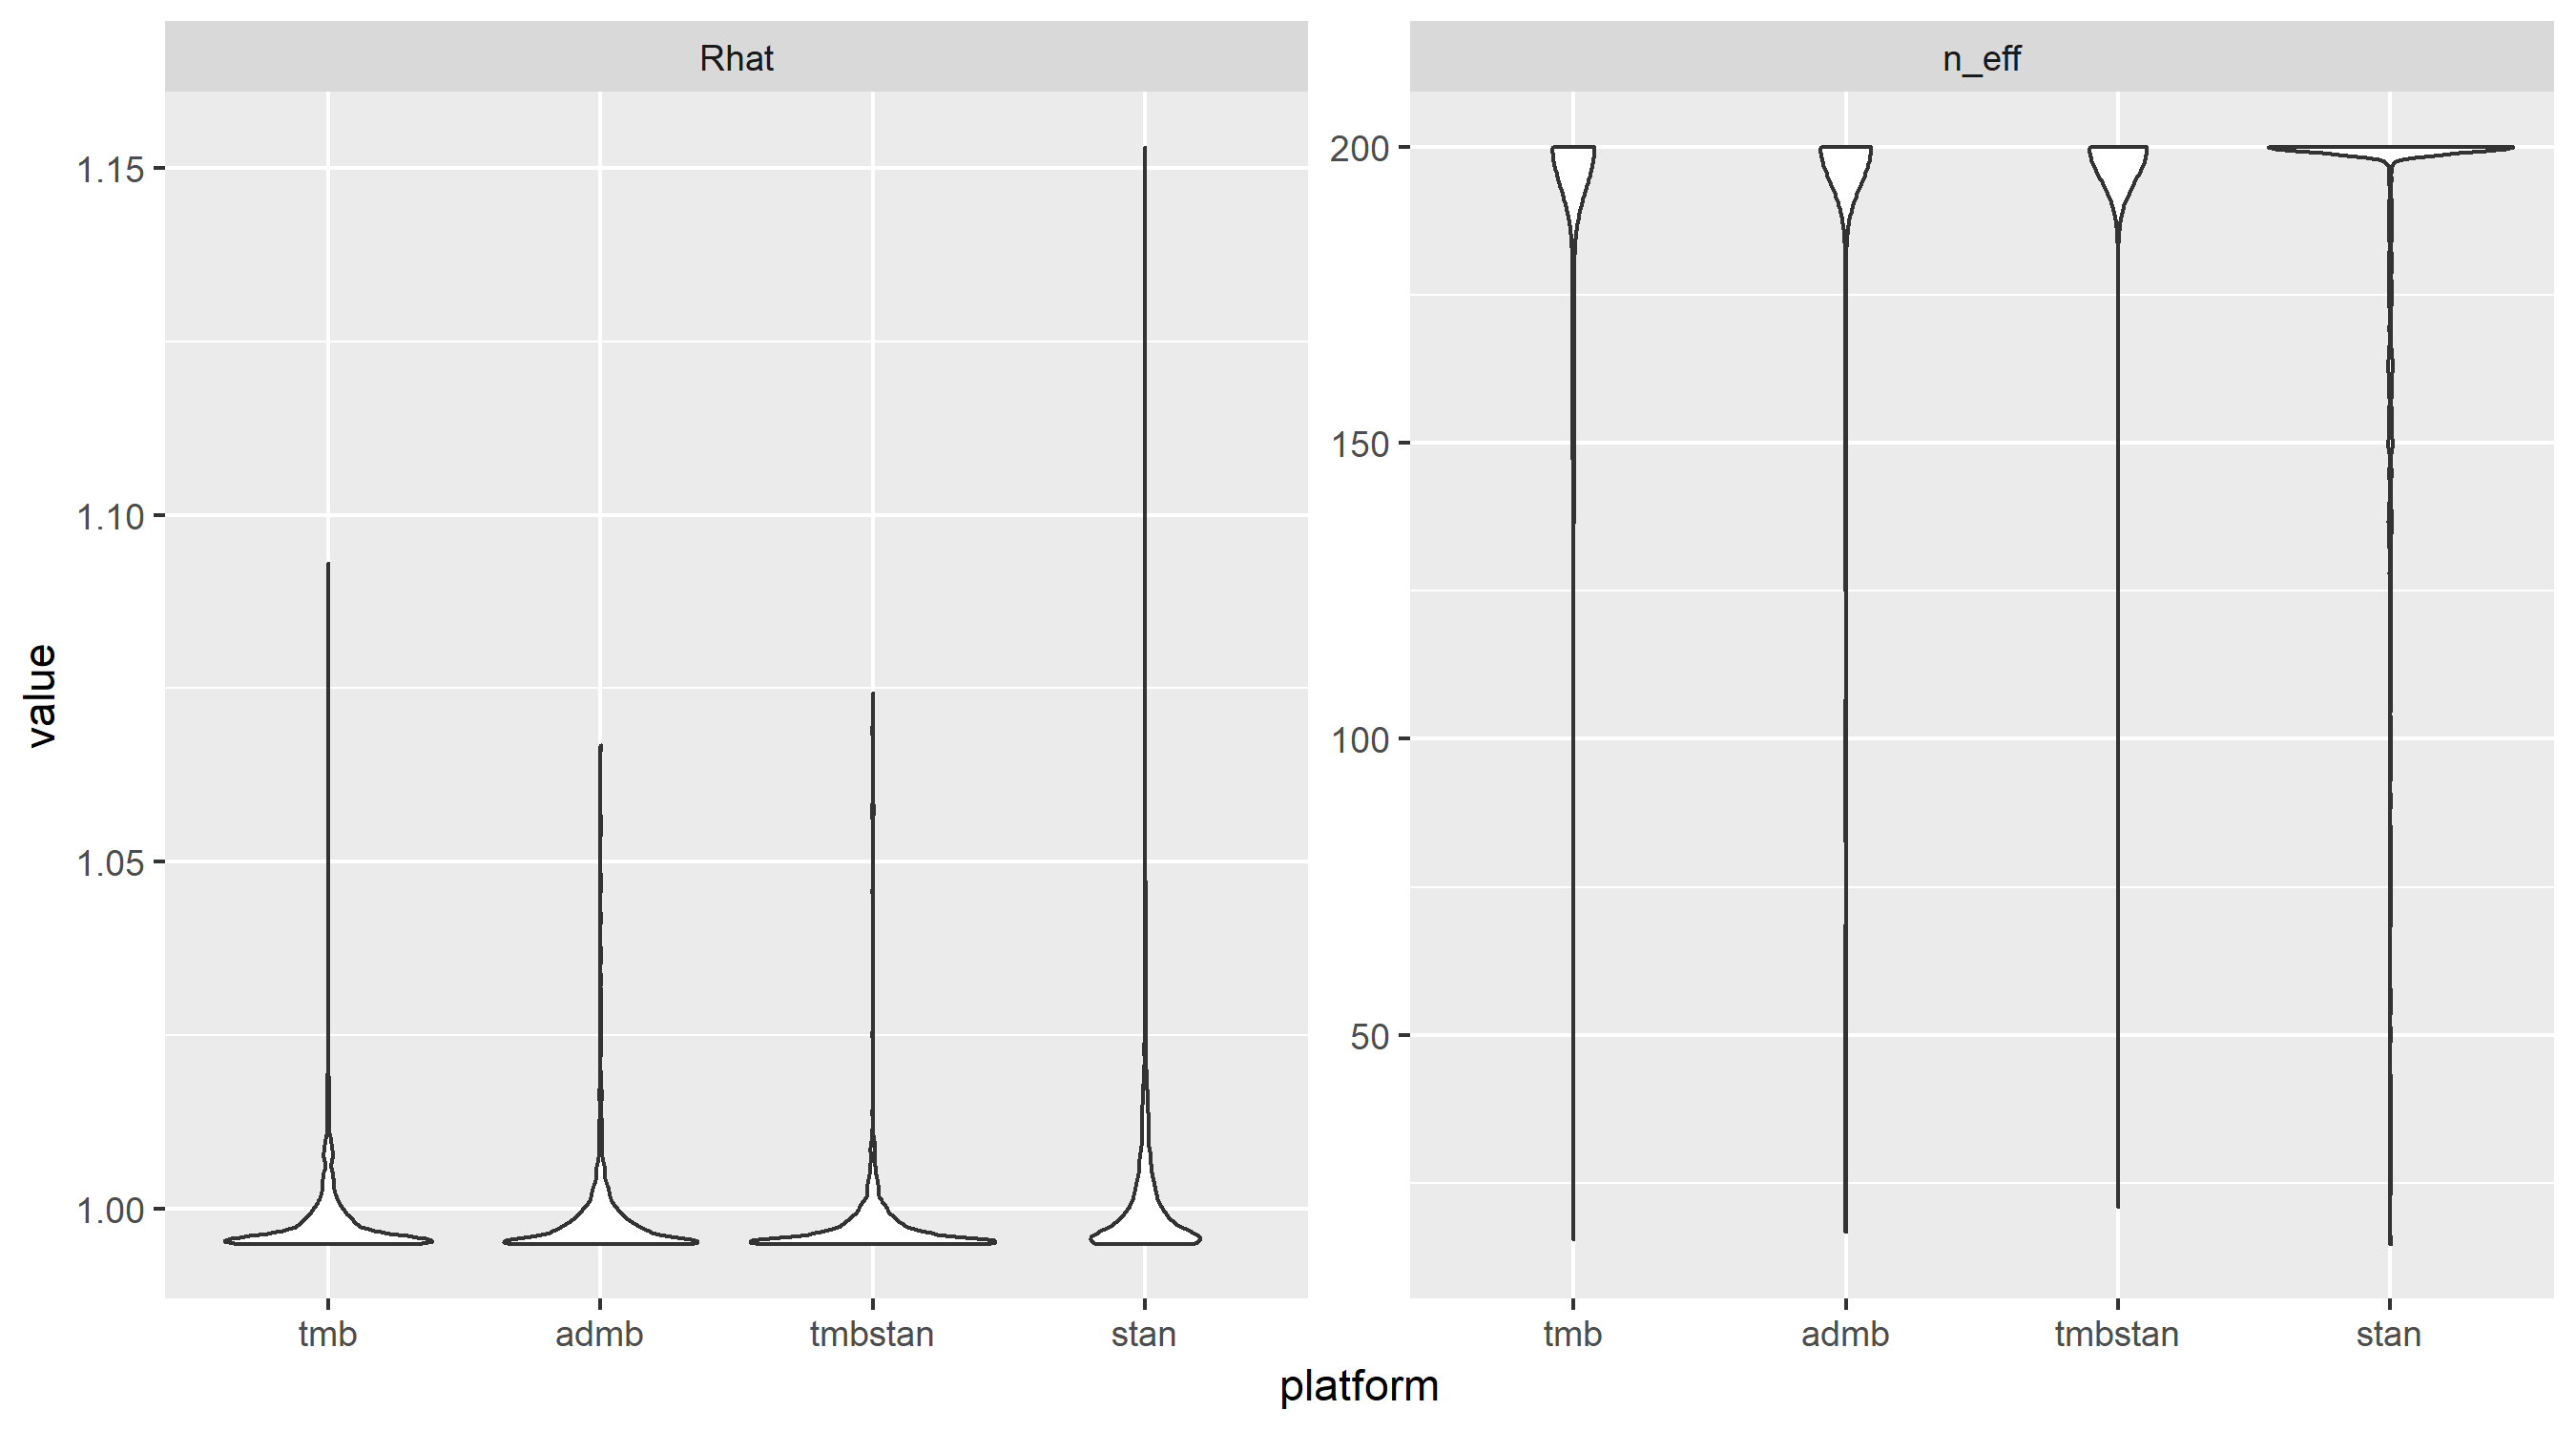 Rhat
n_eff
value
1.15
1.10
1.05
1.00
200
150
100
50
tmb
admb
tmbstan
stan
tmb
admb
tmbstan
stan
platform